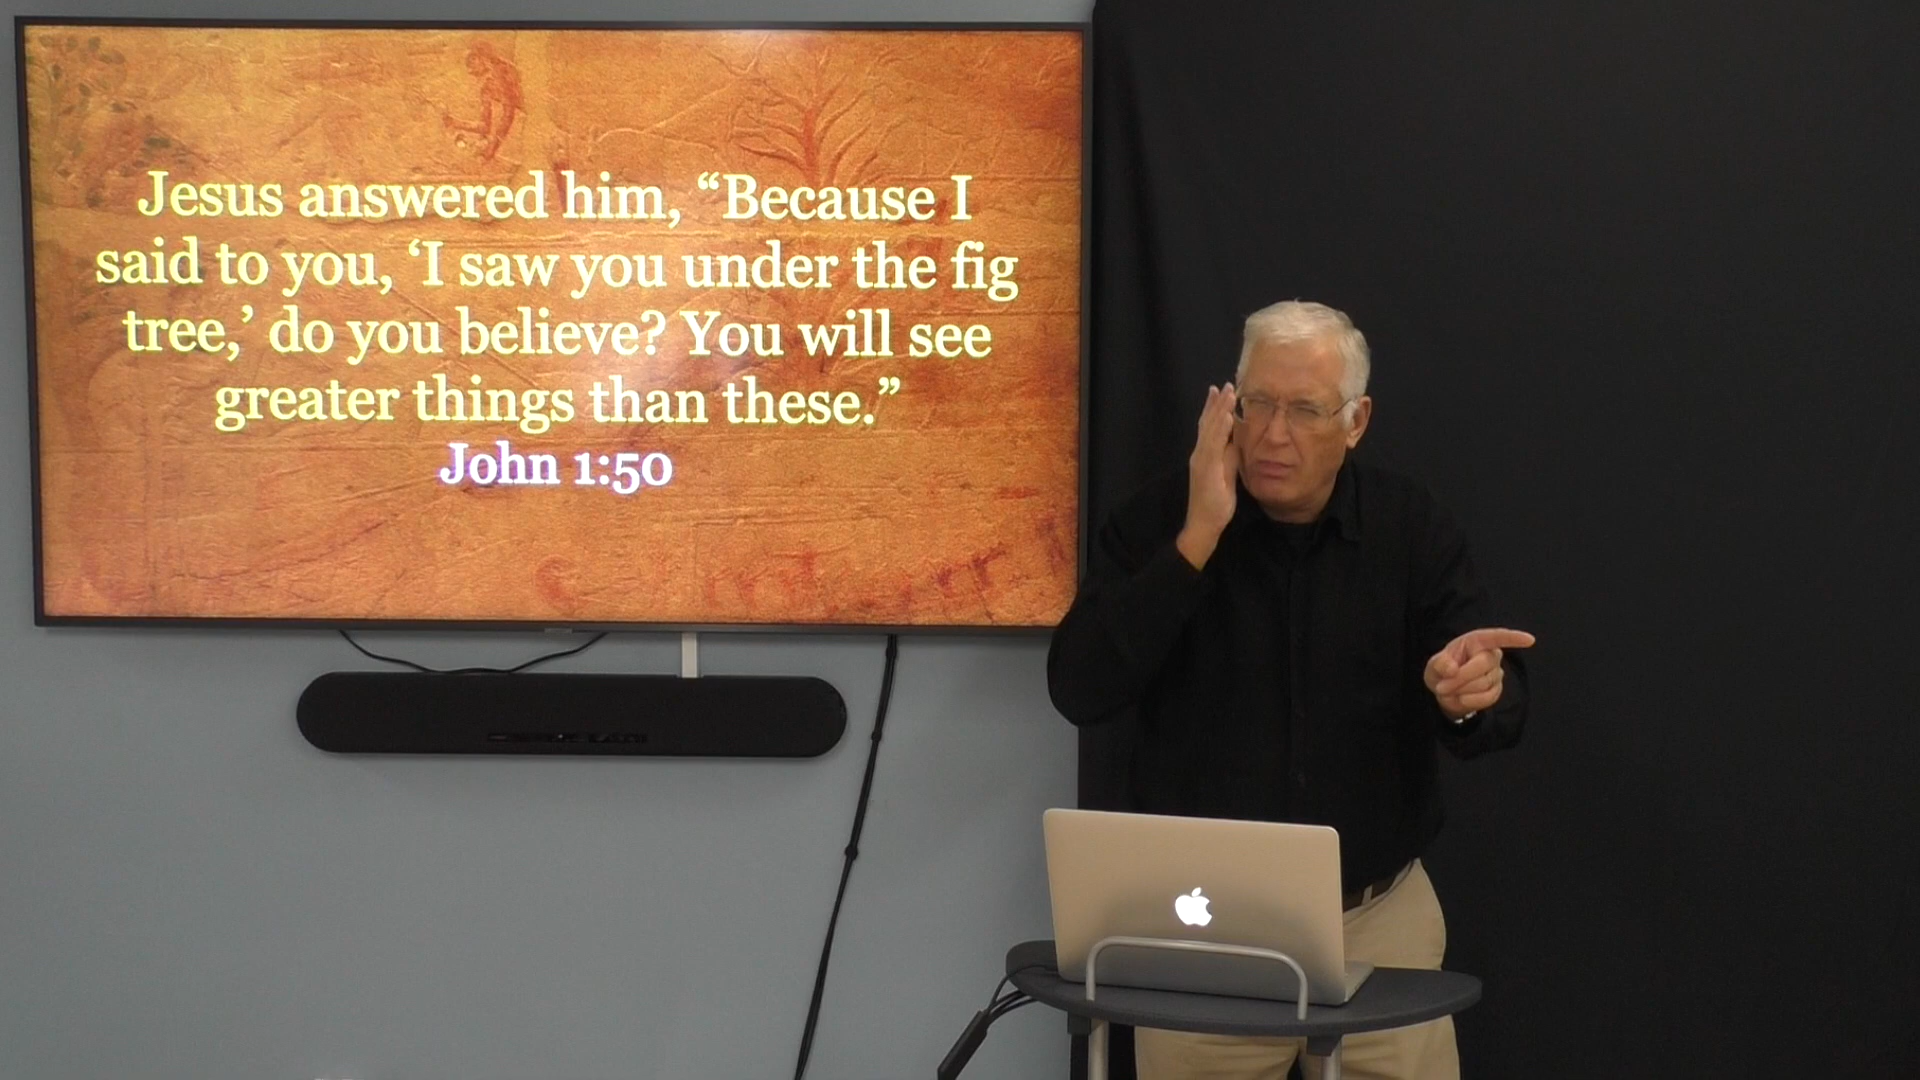 Jesus answered him, “Because I
said to you, ‘I saw you under the fig
tree,’ do you believe? You will see
greater things than these.”
John 1:50